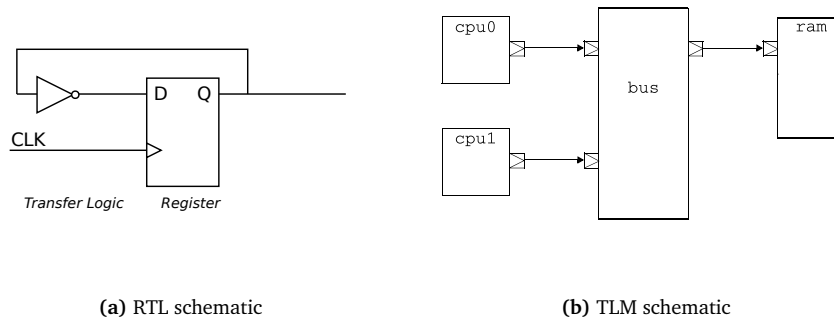 D Q
CLK
Transfer Logic Register
(a) RTL schematic
cpu0
cpu1
bus
ram
(b) TLM schematic